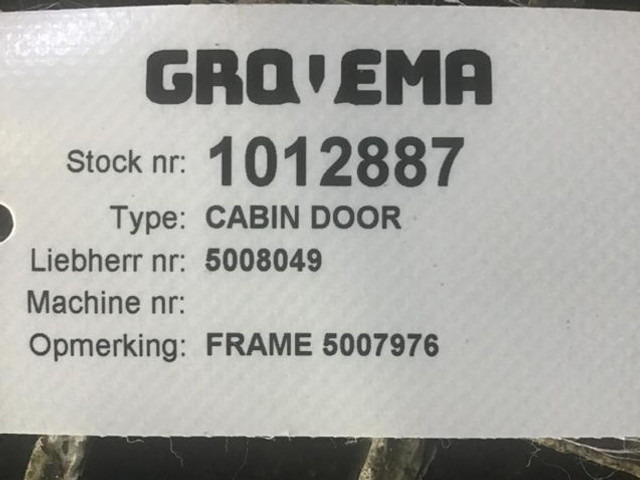 GROVEMA
Stock nr: 1012887
Type: CABIN DOOR
Liebherr nr: 5008049
Machine nr:
Opmerking: FRAME 5007976